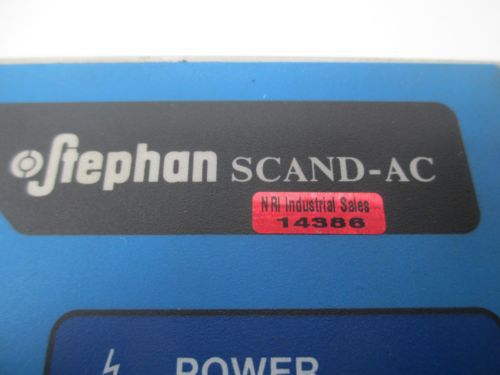 Stephan SCAND-AC
NRI Industrial Sales
14386
POWER